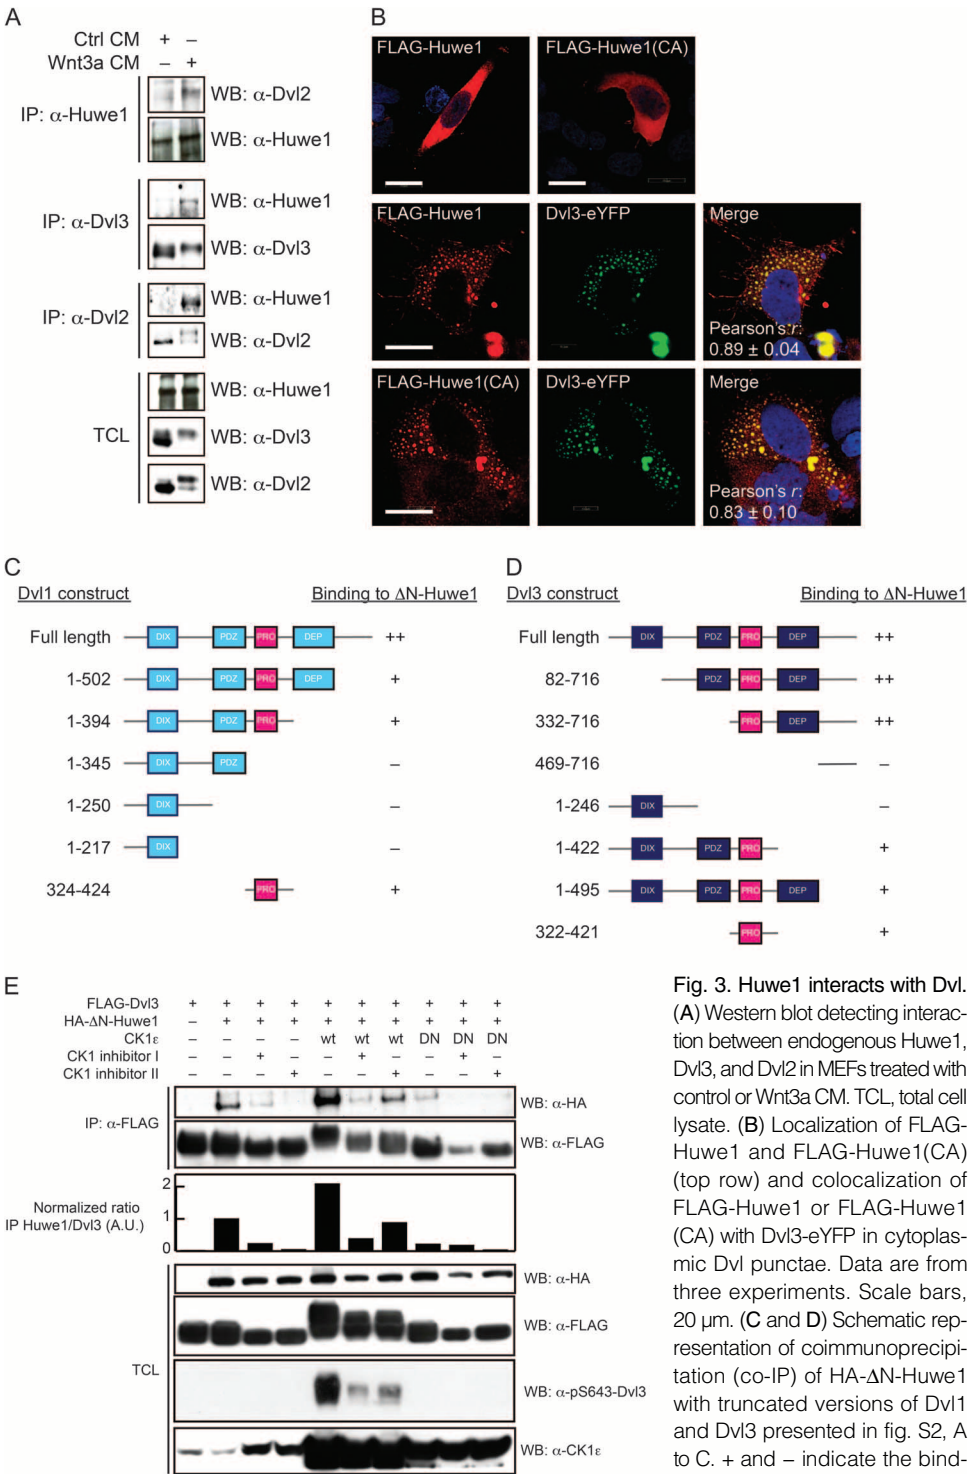 A
Ctrl CM + –
Wnt3a CM – +
IP: α-Huwe1
WB: α-Dvl2
WB: α-Huwe1
IP: α-Dvl3
WB: α-Huwe1
WB: α-Dvl3
IP: α-Dvl2
WB: α-Huwe1
WB: α-Dvl2
TCL
WB: α-Huwe1
WB: α-Dvl3
WB: α-Dvl2
B
FLAG-Huwe1
FLAG-Huwe1(CA)
FLAG-Huwe1
Dvl3-eYFP
Merge
Pearson's r:
0.89 ± 0.04
FLAG-Huwe1(CA)
Dvl3-eYFP
Merge
Pearson's r:
0.83 ± 0.10
C
Dvl1 construct Binding to ΔN-Huwe1
Full length DIX PDZ PRO DEP ++
1-502 DIX PDZ PRO DEP +
1-394 DIX PDZ PRO +
1-345 DIX PDZ –
1-250 DIX –
1-217 DIX –
324-424 PRO +
D
Dvl3 construct Binding to ΔN-Huwe1
Full length DIX PDZ PRO DEP ++
82-716 PDZ PRO DEP ++
332-716 PRO DEP ++
469-716 –
1-246 DIX –
1-422 DIX PDZ PRO +
1-495 DIX PDZ PRO DEP +
322-421 PRO +
E
FLAG-Dvl3 + + + + + + + + + +
HA-ΔN-Huwe1 – + + + + + + + + +
CK1ε – – – – wt wt wt DN DN DN
CK1 inhibitor I – – + – – + – – + –
CK1 inhibitor II – – – + – – + – – +
IP: α-FLAG
WB: α-HA
WB: α-FLAG
Normalized ratio
IP Huwe1/Dvl3 (A.U.)
2
1
0
TCL
WB: α-HA
WB: α-FLAG
WB: α-pS643-Dvl3
WB: α-CK1ε
Fig. 3. Huwe1 interacts with Dvl.
(A) Western blot detecting interac-
tion between endogenous Huwe1,
Dvl3, and Dvl2 in MEFs treated with
control or Wnt3a CM. TCL, total cell
lysate. (B) Localization of FLAG-
Huwe1 and FLAG-Huwe1(CA)
(top row) and colocalization of
FLAG-Huwe1 or FLAG-Huwe1
(CA) with Dvl3-eYFP in cytoplas-
mic Dvl punctae. Data are from
three experiments. Scale bars,
20 μm. (C and D) Schematic rep-
resentation of coimmunoprecipi-
tation (co-IP) of HA-ΔN-Huwe1
with truncated versions of Dvl1
and Dvl3 presented in fig. S2, A
to C. + and – indicate the bind-